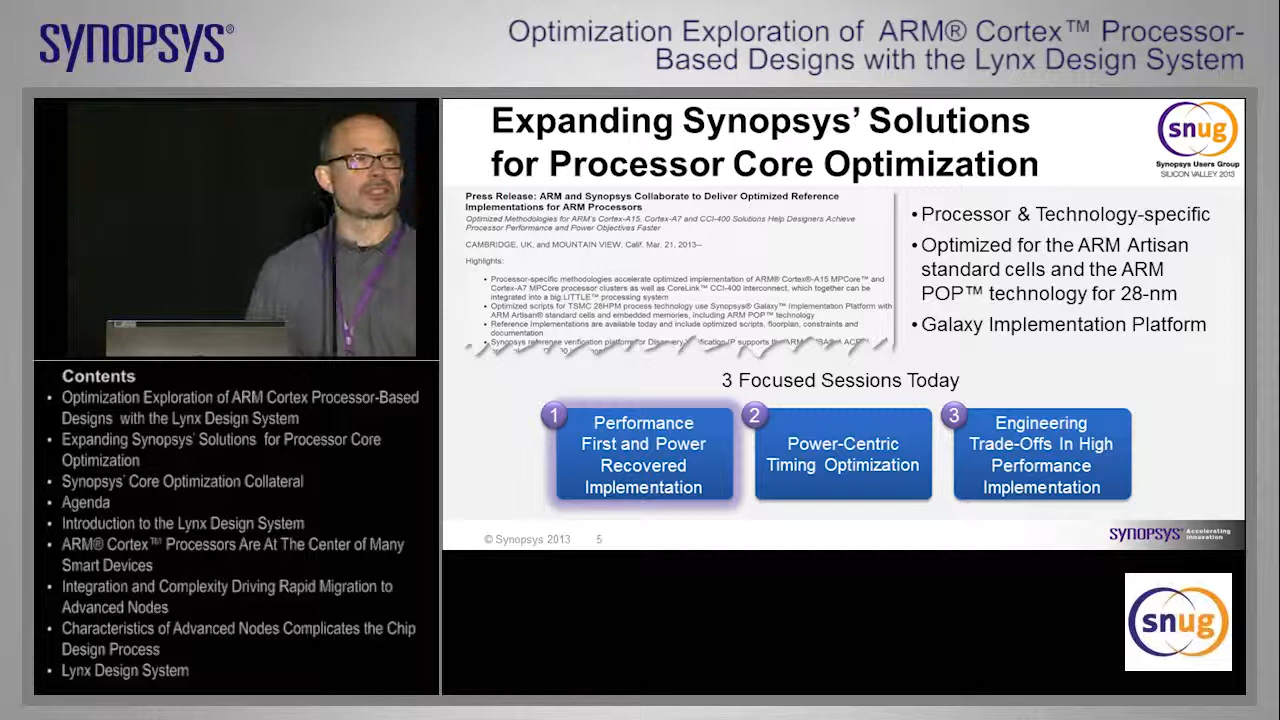 SYNOPSYS®
Optimization Exploration of ARM® Cortex™ Processor-
Based Designs with the Lynx Design System
Expanding Synopsys’ Solutions
for Processor Core Optimization
snug
Synopsys Users Group
SILICON VALLEY 2013
Press Release: ARM and Synopsys Collaborate to Deliver Optimized Reference
Implementations for ARM Processors
Optimized Methodologies for ARM's Cortex-A15, Cortex-A7 and CCI-400 Solutions Help Designers Achieve
Processor Performance and Power Objectives Faster
CAMBRIDGE, UK, and MOUNTAIN VIEW, Calif. Mar. 21, 2013--
Highlights:
• Processor-specific methodologies accelerate optimized implementation of ARM® Cortex®-A15 MPCore™ and
Cortex-A7 MPCore processor clusters as well as CoreLink™ CCI-400 interconnect, which together can be
integrated into a big.LITTLE™ processing system
• Optimized scripts for TSMC 28HPM process technology use Synopsys® Galaxy™ Implementation Platform with
ARM Artisan® standard cells and embedded memories, including ARM POP™ technology
• Reference Implementations are available today and include optimized scripts, floorplan, constraints and
documentation
• Synopsys reference verification platform for Discovery
• Processor & Technology-specific
• Optimized for the ARM Artisan
standard cells and the ARM
POP™ technology for 28-nm
• Galaxy Implementation Platform
3 Focused Sessions Today
1
Performance
First and Power
Recovered
Implementation
2
Power-Centric
Timing Optimization
3
Engineering
Trade-Offs In High
Performance
Implementation
© Synopsys 2013 5
SYNOPSYS® Accelerating
Innovation
Contents
• Optimization Exploration of ARM Cortex Processor-Based
Designs with the Lynx Design System
• Expanding Synopsys' Solutions for Processor Core
Optimization
• Synopsys' Core Optimization Collateral
• Agenda
• Introduction to the Lynx Design System
• ARM® Cortex™ Processors Are At The Center of Many
Smart Devices
• Integration and Complexity Driving Rapid Migration to
Advanced Nodes
• Characteristics of Advanced Nodes Complicates the Chip
Design Process
• Lynx Design System
snug